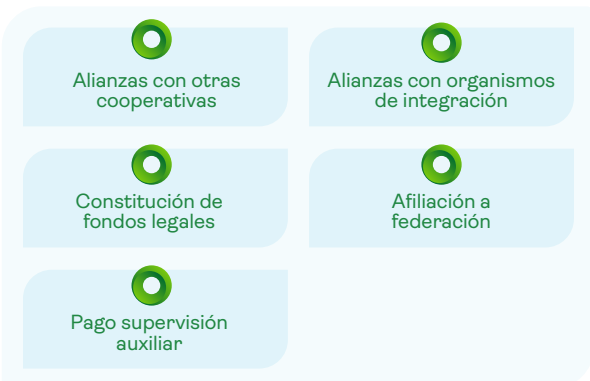 Alianzas con otras
cooperativas
Alianzas con organismos
de integración
Constitución de
fondos legales
Afiliación a
federación
Pago supervisión
auxiliar